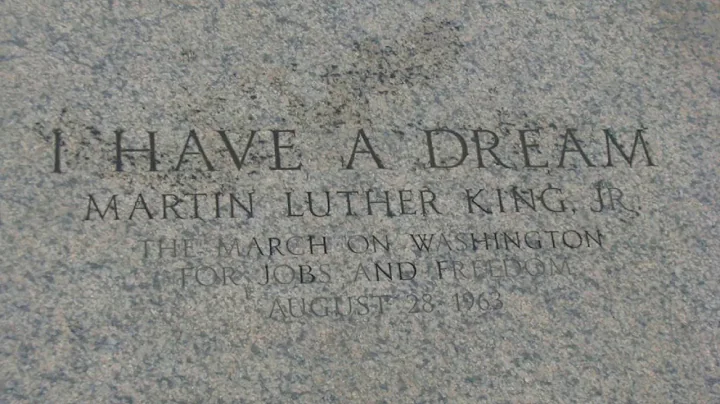 I HAVE A DREAM
MARTIN LUTHER KING, JR.
THE MARCH ON WASHINGTON
FOR JOBS AND FREEDOM
AUGUST 28 1963